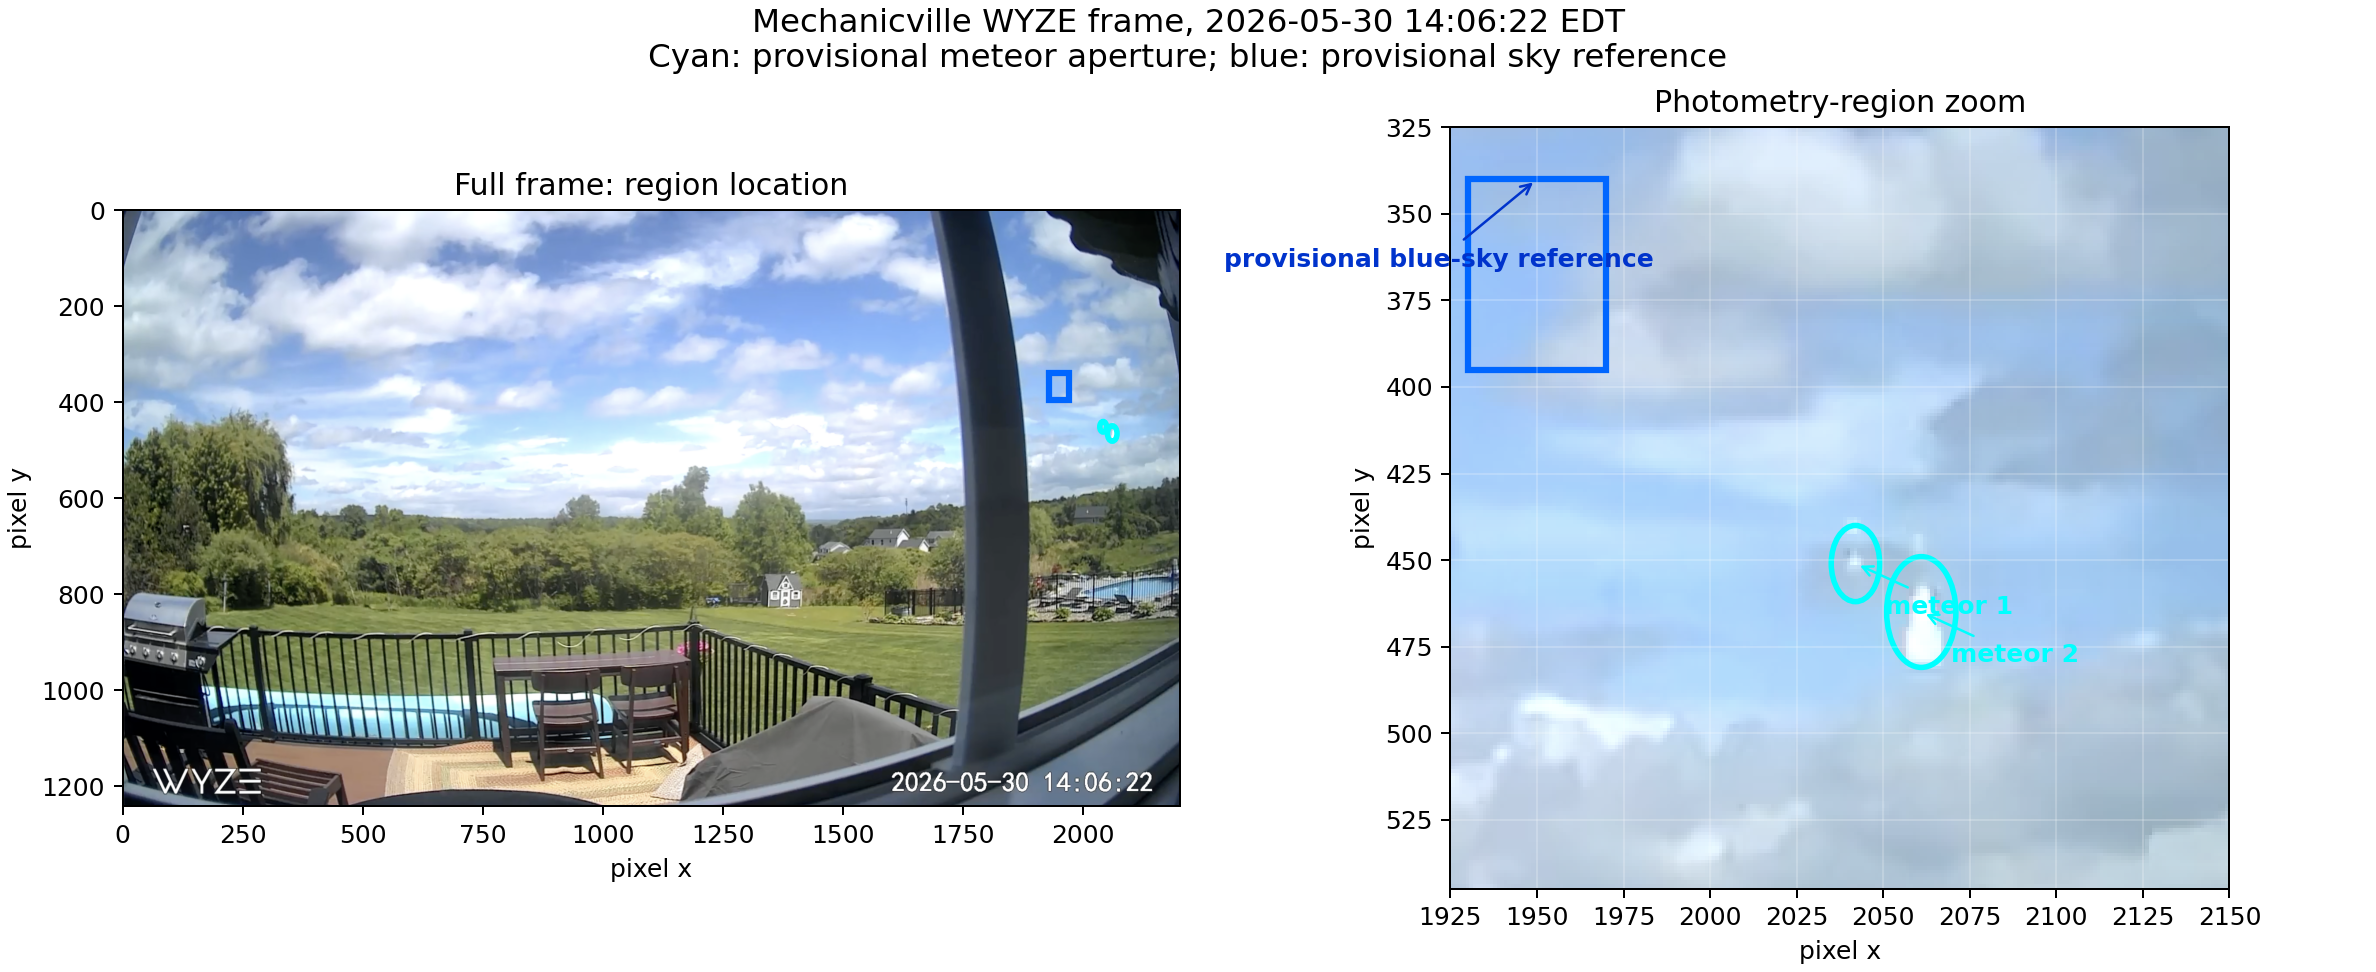 Mechanicville WYZE frame, 2026-05-30 14:06:22 EDT
Cyan: provisional meteor aperture; blue: provisional sky reference
Full frame: region location
0
200
400
600
800
1000
1200
pixel y
WYZE
2026-05-30 14:06:22
0 250 500 750 1000 1250 1500 1750 2000
pixel x
Photometry-region zoom
325
350
375
400
425
450
475
500
525
pixel y
provisional blue-sky reference
meteor 1
meteor 2
1925 1950 1975 2000 2025 2050 2075 2100 2125 2150
pixel x